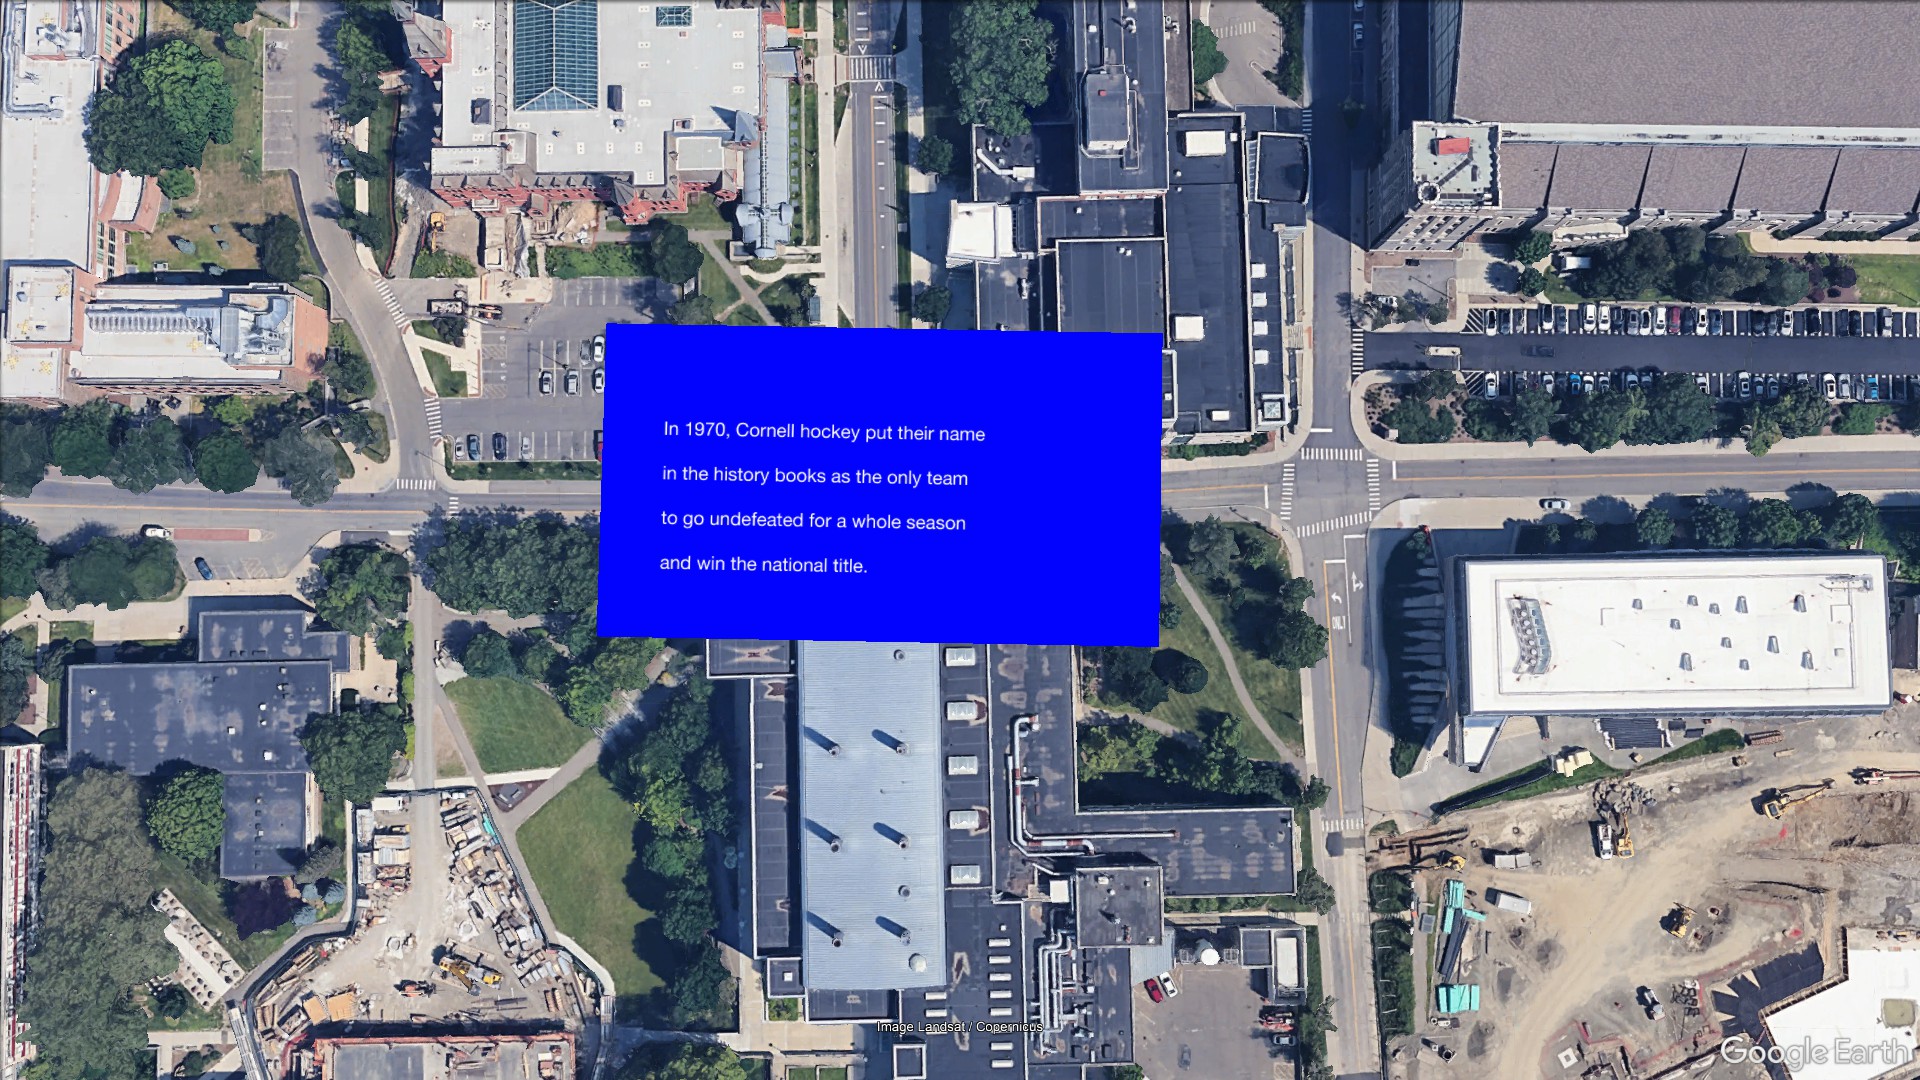 In 1970, Cornell hockey put their name
in the history books as the only team
to go undefeated for a whole season
and win the national title.
ONLY
Image Landsat / Copernicus
Google Earth